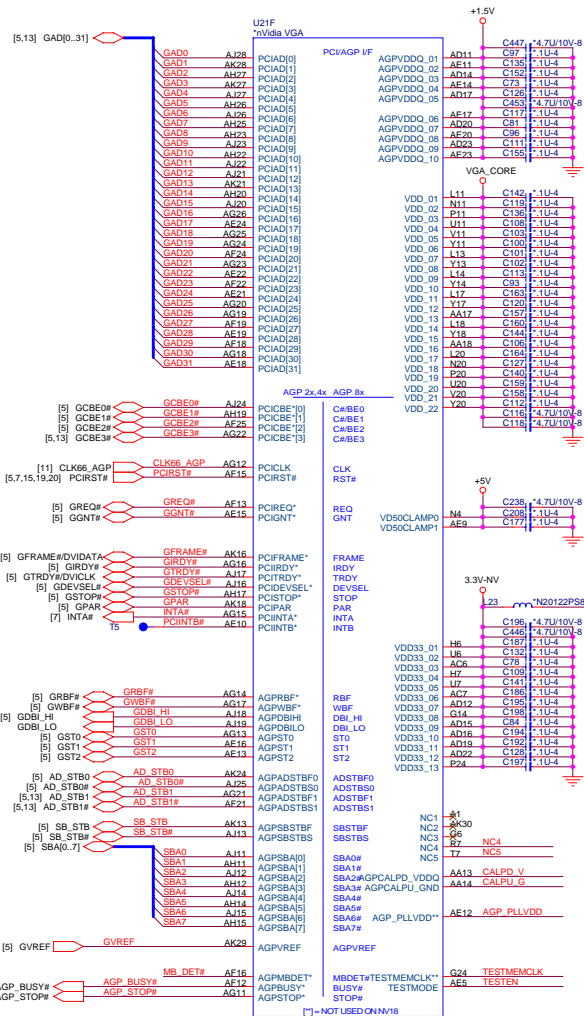 U21F
*nVidia VGA
PCI/AGP I/F
[5,13] GAD[0..31]
GAD0 AJ28 PCIAD[0]
GAD1 AK28 PCIAD[1]
GAD2 AH27 PCIAD[2]
GAD3 AK27 PCIAD[3]
GAD4 AJ27 PCIAD[4]
GAD5 AH26 PCIAD[5]
GAD6 AJ26 PCIAD[6]
GAD7 AH25 PCIAD[7]
GAD8 AH23 PCIAD[8]
GAD9 AJ23 PCIAD[9]
GAD10 AH22 PCIAD[10]
GAD11 AJ22 PCIAD[11]
GAD12 AJ21 PCIAD[12]
GAD13 AK21 PCIAD[13]
GAD14 AH20 PCIAD[14]
GAD15 AJ20 PCIAD[15]
GAD16 AG26 PCIAD[16]
GAD17 AE24 PCIAD[17]
GAD18 AG25 PCIAD[18]
GAD19 AG24 PCIAD[19]
GAD20 AF24 PCIAD[20]
GAD21 AG23 PCIAD[21]
GAD22 AE22 PCIAD[22]
GAD23 AF22 PCIAD[23]
GAD24 AE21 PCIAD[24]
GAD25 AG20 PCIAD[25]
GAD26 AG19 PCIAD[26]
GAD27 AF19 PCIAD[27]
GAD28 AE19 PCIAD[28]
GAD29 AF18 PCIAD[29]
GAD30 AG18 PCIAD[30]
GAD31 AE18 PCIAD[31]
AGP 2x,4x AGP 8x
[5] GCBE0# GCBE0# AJ24 PCICBE*[0] C#/BE0
[5] GCBE1# GCBE1# AH19 PCICBE*[1] C#/BE1
[5] GCBE2# GCBE2# AF25 PCICBE*[2] C#/BE2
[5,13] GCBE3# GCBE3# AG22 PCICBE*[3] C#/BE3
[11] CLK66_AGP CLK66_AGP AG12 PCICLK CLK
[5,7,15,19,20] PCIRST# PCIRST# AF15 PCIRST* RST#
[5] GREQ# GREQ# AF13 PCIREQ* REQ
[5] GGNT# GGNT# AE15 PCIGNT* GNT
[5] GFRAME#/DVIDATA GFRAME# AK16 PCIFRAME* FRAME
[5] GIRDY# GIRDY# AG16 PCIIRDY* IRDY
[5] GTRDY#/DVICLK GTRDY# AJ17 PCITRDY* TRDY
[5] GDEVSEL# GDEVSEL# AJ16 PCIDEVSEL* DEVSEL
[5] GSTOP# GSTOP# AH17 PCISTOP* STOP
[5] GPAR GPAR AK18 PCIPAR PAR
[7] INTA# INTA# AG15 PCIINTA* INTA
T5 PCIINTB# AE10 PCIINTB* INTB
[5] GRBF# GRBF# AG14 AGPRBF* RBF
[5] GWBF# GWBF# AG17 AGPWBF* WBF
[5] GDBI_HI GDBI_HI AJ18 AGPDBIHI DBI_HI
GDBI_LO GDBI_LO AJ19 AGPDBILO DBI_LO
[5] GST0 GST0 AG13 AGPST0 ST0
[5] GST1 GST1 AE16 AGPST1 ST1
[5] GST2 GST2 AE13 AGPST2 ST2
[5] AD_STB0 AD_STB0 AK24 AGPADSTBF0 ADSTBF0
[5] AD_STB0# AD_STB0# AJ25 AGPADSTBS0 ADSTBS0
[5,13] AD_STB1 AD_STB1 AG21 AGPADSTBF1 ADSTBF1
[5,13] AD_STB1# AD_STB1# AF21 AGPADSTBS1 ADSTBS1
[5] SB_STB SB_STB AK13 AGPSBSTBF SBSTBF
[5] SB_STB# SB_STB# AJ13 AGPSBSTBS SBSTBS
[5] SBA[0..7]
SBA0 AJ11 AGPSBA[0] SBA0#
SBA1 AH11 AGPSBA[1] SBA1#
SBA2 AJ12 AGPSBA[2] SBA2#
SBA3 AH12 AGPSBA[3] SBA3#
SBA4 AJ14 AGPSBA[4] SBA4#
SBA5 AH14 AGPSBA[5] SBA5#
SBA6 AJ15 AGPSBA[6] SBA6#
SBA7 AH15 AGPSBA[7] SBA7#
[5] GVREF GVREF AK29 AGPVREF AGPVREF
MB_DET# AF16 AGPMBDET* MBDET#
AGP_BUSY# AGP_BUSY# AF12 AGPBUSY* BUSY#
AGP_STOP# AGP_STOP# AG11 AGPSTOP* STOP#
[**] = NOT USED ON NV18
+1.5V
C447 *4.7U/10V-8
AGPVDDQ_01 AD11 C97 *.1U-4
AGPVDDQ_02 AE11 C135 *.1U-4
AGPVDDQ_03 AD14 C152 *.1U-4
AGPVDDQ_04 AE14 C73 *.1U-4
AGPVDDQ_05 AD17 C126 *.1U-4
C453 *4.7U/10V-8
AGPVDDQ_06 AE17 C117 *.1U-4
AGPVDDQ_07 AD20 C81 *.1U-4
AGPVDDQ_08 AE20 C96 *.1U-4
AGPVDDQ_09 AD23 C111 *.1U-4
AGPVDDQ_10 AE23 C155 *.1U-4
VGA_CORE
VDD_01 L11 C142 *.1U-4
VDD_02 N11 C119 *.1U-4
VDD_03 P11 C136 *.1U-4
VDD_04 U11 C108 *.1U-4
VDD_05 V11 C103 *.1U-4
VDD_06 Y11 C100 *.1U-4
VDD_07 L13 C101 *.1U-4
VDD_08 Y13 C102 *.1U-4
VDD_09 L14 C113 *.1U-4
VDD_10 Y14 C93 *.1U-4
VDD_11 L17 C163 *.1U-4
VDD_12 Y17 C120 *.1U-4
VDD_13 AA17 C157 *.1U-4
VDD_14 L18 C160 *.1U-4
VDD_15 Y18 C144 *.1U-4
VDD_16 AA18 C106 *.1U-4
VDD_17 L20 C164 *.1U-4
VDD_18 N20 C127 *.1U-4
VDD_19 P20 C140 *.1U-4
VDD_20 U20 C159 *.1U-4
VDD_21 V20 C158 *.1U-4
VDD_22 Y20 C112 *.1U-4
C116 *4.7U/10V-8
C118 *4.7U/10V-8
+5V
C238 *4.7U/10V-8
VD50CLAMP0 N4 C208 *.1U-4
VD50CLAMP1 AE9 C177 *.1U-4
3.3V-NV
L23 *N20122PS8
C196 *4.7U/10V-8
C446 *4.7U/10V-8
VDD33_01 H6 C187 *.1U-4
VDD33_02 U6 C132 *.1U-4
VDD33_03 AC6 C78 *.1U-4
VDD33_04 H7 C109 *.1U-4
VDD33_05 U7 C141 *.1U-4
VDD33_06 AC7 C186 *.1U-4
VDD33_07 AD12 C195 *.1U-4
VDD33_08 G14 C198 *.1U-4
VDD33_09 AD15 C84 *.1U-4
VDD33_10 AD16 C194 *.1U-4
VDD33_11 AD19 C192 *.1U-4
VDD33_12 AD22 C128 *.1U-4
VDD33_13 P24 C197 *.1U-4
NC1 A1
NC2 AK30
NC3 G6
NC4 R7 NC4
NC5 T7 NC5
AGPCALPD_VDDQ AA13 CALPD_V
AGPCALPU_GND AA14 CALPU_G
AGP_PLLVDD** AE12 AGP_PLLVDD
TESTMEMCLK** G24 TESTMEMCLK
TESTMODE AE5 TESTEN